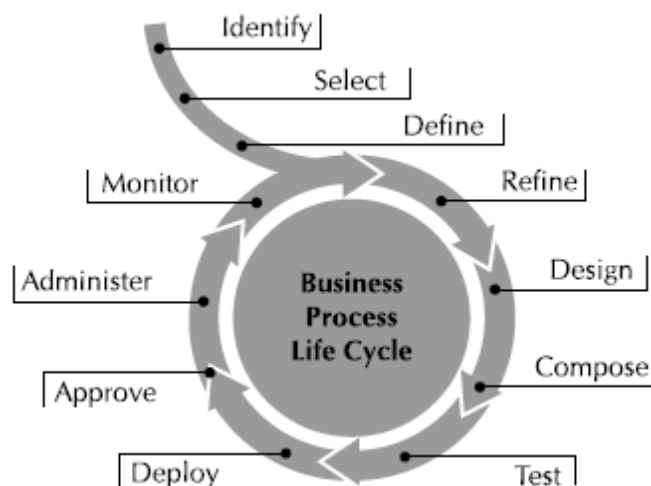 Identify
Select
Define
Refine
Design
Compose
Test
Deploy
Approve
Administer
Monitor
Business
Process
Life Cycle